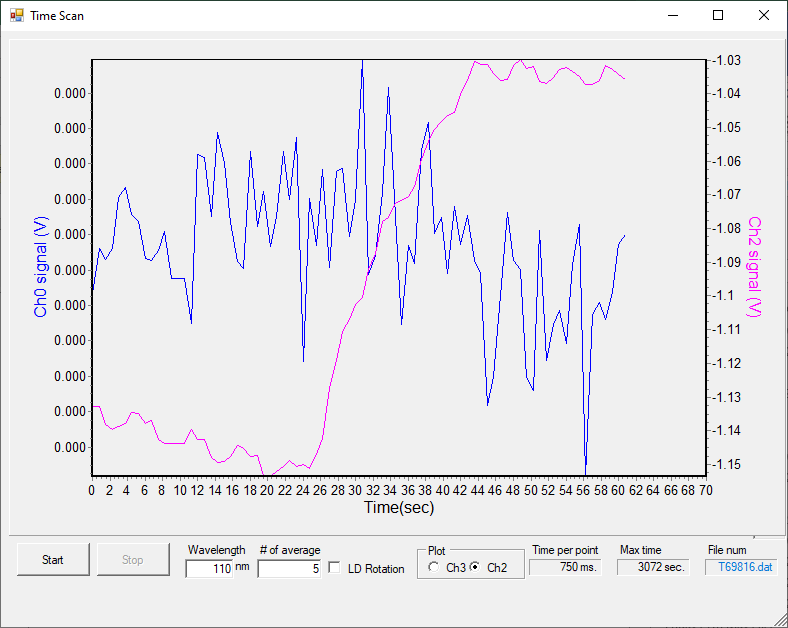 Time Scan
0.000
0.000
0.000
0.000
0.000
0.000
0.000
0.000
0.000
0.000
0.000
Ch0 signal (V)
-1.03
-1.04
-1.05
-1.06
-1.07
-1.08
-1.09
-1.1
-1.11
-1.12
-1.13
-1.14
-1.15
Ch2 signal (V)
0 2 4 6 8 10 12 14 16 18 20 22 24 26 28 30 32 34 36 38 40 42 44 46 48 50 52 54 56 58 60 62 64 66 68 70
Time(sec)
Start
Stop
Wavelength
110 nm
# of average
5
LD Rotation
Plot
Ch3 Ch2
Time per point
750 ms.
Max time
3072 sec.
File num
T69816.dat